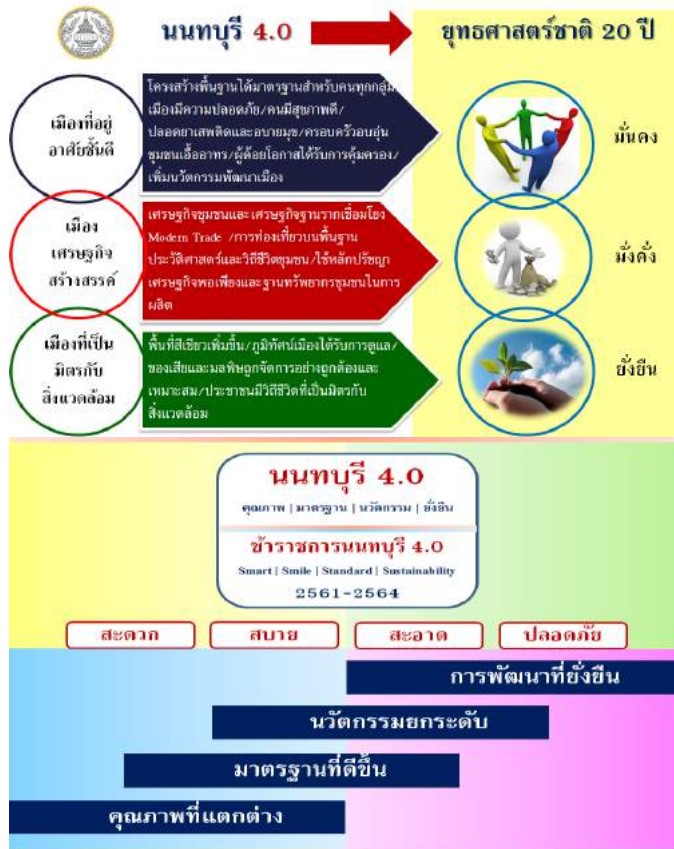 นนทบุรี 4.0
ยุทธศาสตร์ชาติ 20 ปี
เมืองที่อยู่
อาศัยชั้นดี
โครงสร้างพื้นฐานได้มาตรฐานสำหรับคนทุกกลุ่ม
เมืองมีความปลอดภัย/คนมีสุขภาพดี/
ปลอดยาเสพติดและอบายมุข/ครอบครัวอบอุ่น
ชุมชนเอื้ออาทร/ผู้ด้อยโอกาสได้รับการคุ้มครอง/
เพิ่มนวัตกรรมพัฒนาเมือง
มั่นคง
เมือง
เศรษฐกิจ
สร้างสรรค์
เศรษฐกิจชุมชนและเศรษฐกิจฐานรากเชื่อมโยง
Modern Trade /การท่องเที่ยวบนพื้นฐาน
ประวัติศาสตร์และวิถีชีวิตชุมชน/ใช้หลักปรัชญา
เศรษฐกิจพอเพียงและฐานทรัพยากรชุมชนในการ
ผลิต
มั่งคั่ง
เมืองที่เป็น
มิตรกับ
สิ่งแวดล้อม
พื้นที่สีเขียวเพิ่มขึ้น/ภูมิทัศน์เมืองได้รับการดูแล/
ของเสียและมลพิษถูกจัดการอย่างถูกต้องและ
เหมาะสม/ประชาชนมีวิถีชีวิตที่เป็นมิตรกับ
สิ่งแวดล้อม
ยั่งยืน
นนทบุรี 4.0
คุณภาพ | มาตรฐาน | นวัตกรรม | ยั่งยืน
ข้าราชการนนทบุรี 4.0
Smart | Smile | Standard | Sustainability
2561-2564
สะดวก สบาย สะอาด ปลอดภัย
การพัฒนาที่ยั่งยืน
นวัตกรรมยกระดับ
มาตรฐานที่ดีขึ้น
คุณภาพที่แตกต่าง